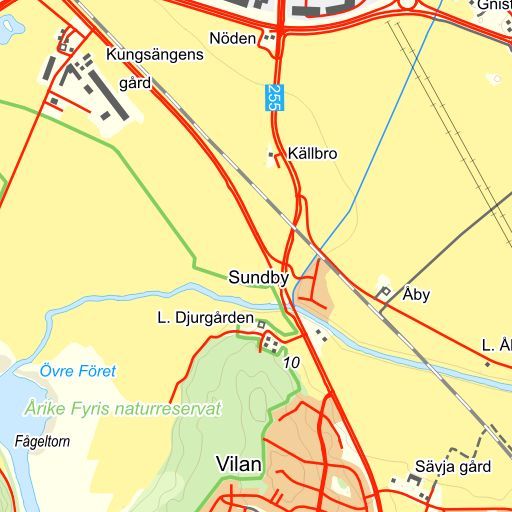 Gnist
Nöden
Kungsängens
gård
255
Källbro
Sundby
Åby
L. Djurgården
L. Ål
10
Övre Föret
Årike Fyris naturreservat
Fågeltorn
Vilan
Sävja gård